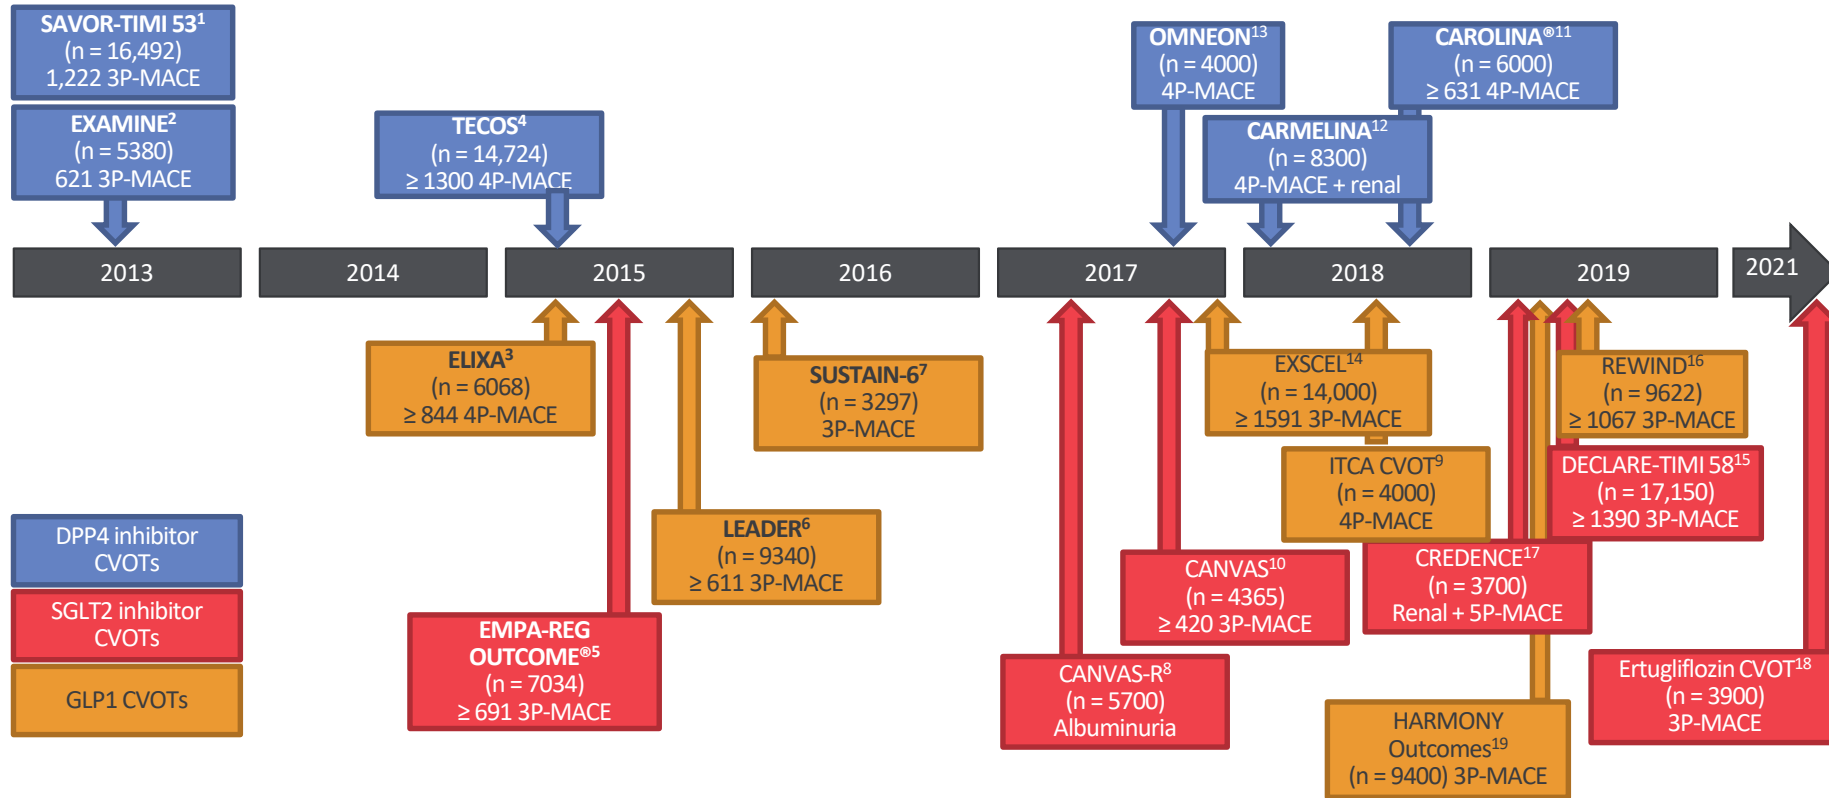 SAVOR-TIMI 53¹
(n = 16,492)
1,222 3P-MACE
EXAMINE²
(n = 5380)
621 3P-MACE
TECOS⁴
(n = 14,724)
≥ 1300 4P-MACE
OMNEON¹³
(n = 4000)
4P-MACE
CARMELINA¹²
(n = 8300)
4P-MACE + renal
CAROLINA®¹¹
(n = 6000)
≥ 631 4P-MACE
2013
2014
2015
2016
2017
2018
2019
2021
ELIXA³
(n = 6068)
≥ 844 4P-MACE
SUSTAIN-6⁷
(n = 3297)
3P-MACE
EXSCEL¹⁴
(n = 14,000)
≥ 1591 3P-MACE
REWIND¹⁶
(n = 9622)
≥ 1067 3P-MACE
ITCA CVOT⁹
(n = 4000)
4P-MACE
DECLARE-TIMI 58¹⁵
(n = 17,150)
≥ 1390 3P-MACE
LEADER⁶
(n = 9340)
≥ 611 3P-MACE
CANVAS¹⁰
(n = 4365)
≥ 420 3P-MACE
CREDENCE¹⁷
(n = 3700)
Renal + 5P-MACE
EMPA-REG
OUTCOME®⁵
(n = 7034)
≥ 691 3P-MACE
CANVAS-R⁸
(n = 5700)
Albuminuria
Ertugliflozin CVOT¹⁸
(n = 3900)
3P-MACE
HARMONY
Outcomes¹⁹
(n = 9400) 3P-MACE
DPP4 inhibitor
CVOTs
SGLT2 inhibitor
CVOTs
GLP1 CVOTs